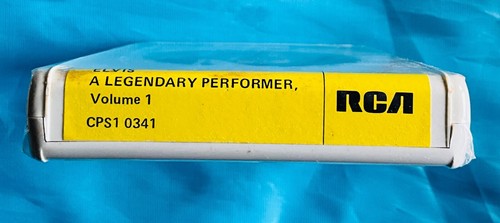 ELVIS
A LEGENDARY PERFORMER,
Volume 1
CPS1 0341
RCA